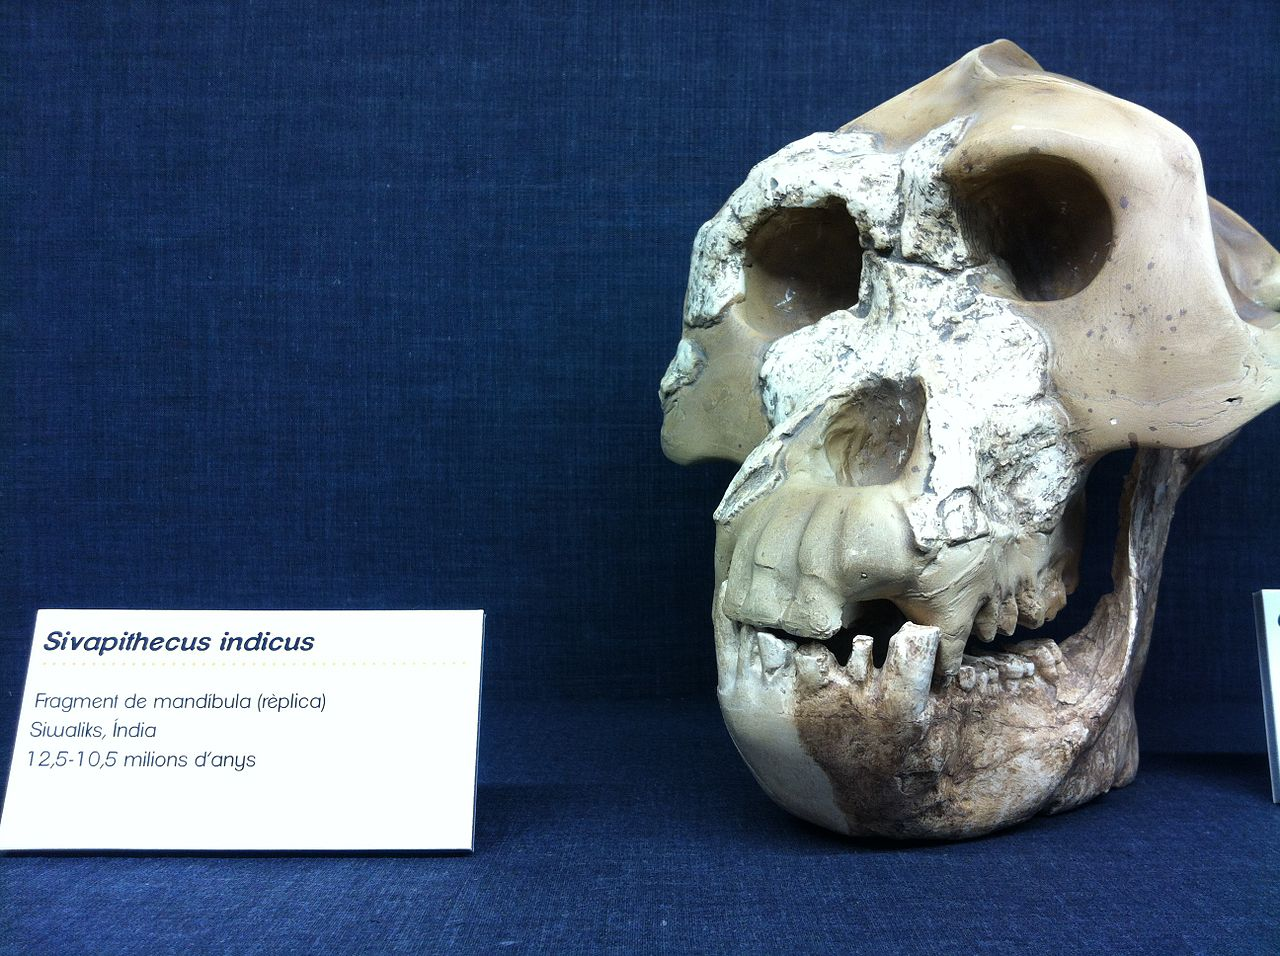 Sivapithecus indicus
Fragment de mandíbula (rèplica)
Siwaliks, Índia
12,5-10,5 milions d'anys